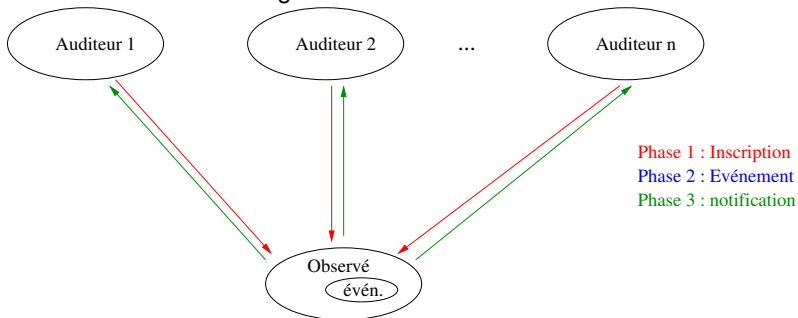 Auditeur 1
Auditeur 2
...
Auditeur n
Phase 1 : Inscription
Phase 2 : Evénement
Phase 3 : notification
Observé
évén.